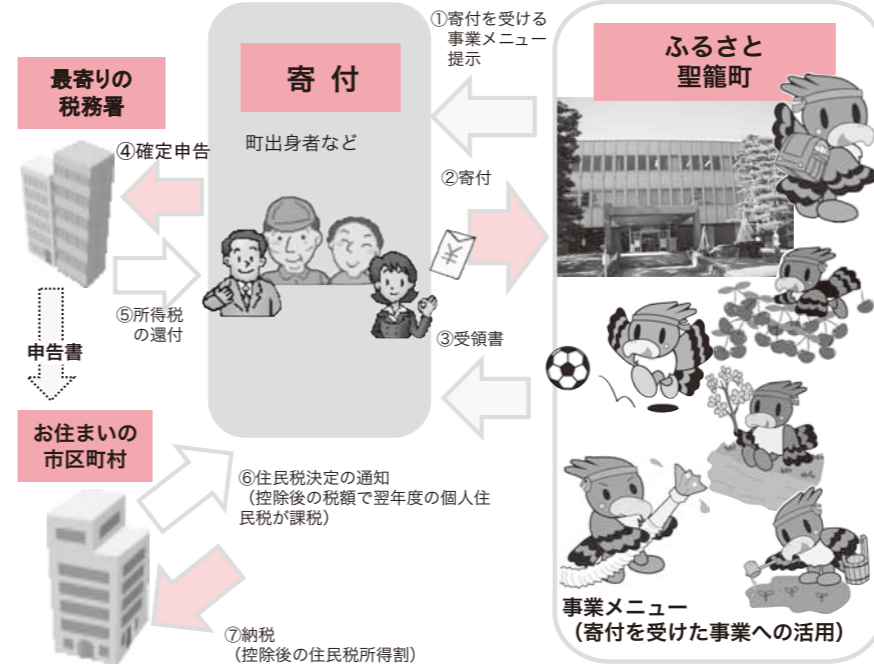 最寄りの
税務署
寄 付
町出身者など
①寄付を受ける
事業メニュー
提示
ふるさと
聖籠町
④確定申告
②寄付
¥
⑤所得税
の還付
③受領書
申告書
お住まいの
市区町村
⑥住民税決定の通知
（控除後の税額で翌年度の個人住
民税が課税）
⑦納税
（控除後の住民税所得割）
事業メニュー
（寄付を受けた事業への活用）